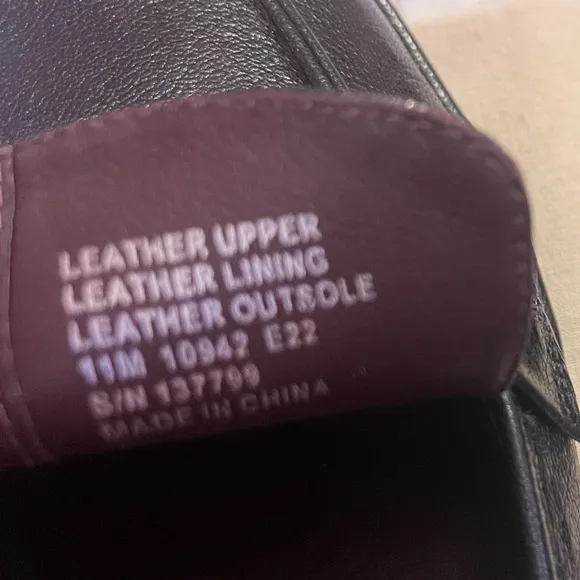 LEATHER UPPER
LEATHER LINING
LEATHER OUTSOLE
11M 10942 E22
S/N 137799
MADE IN CHINA